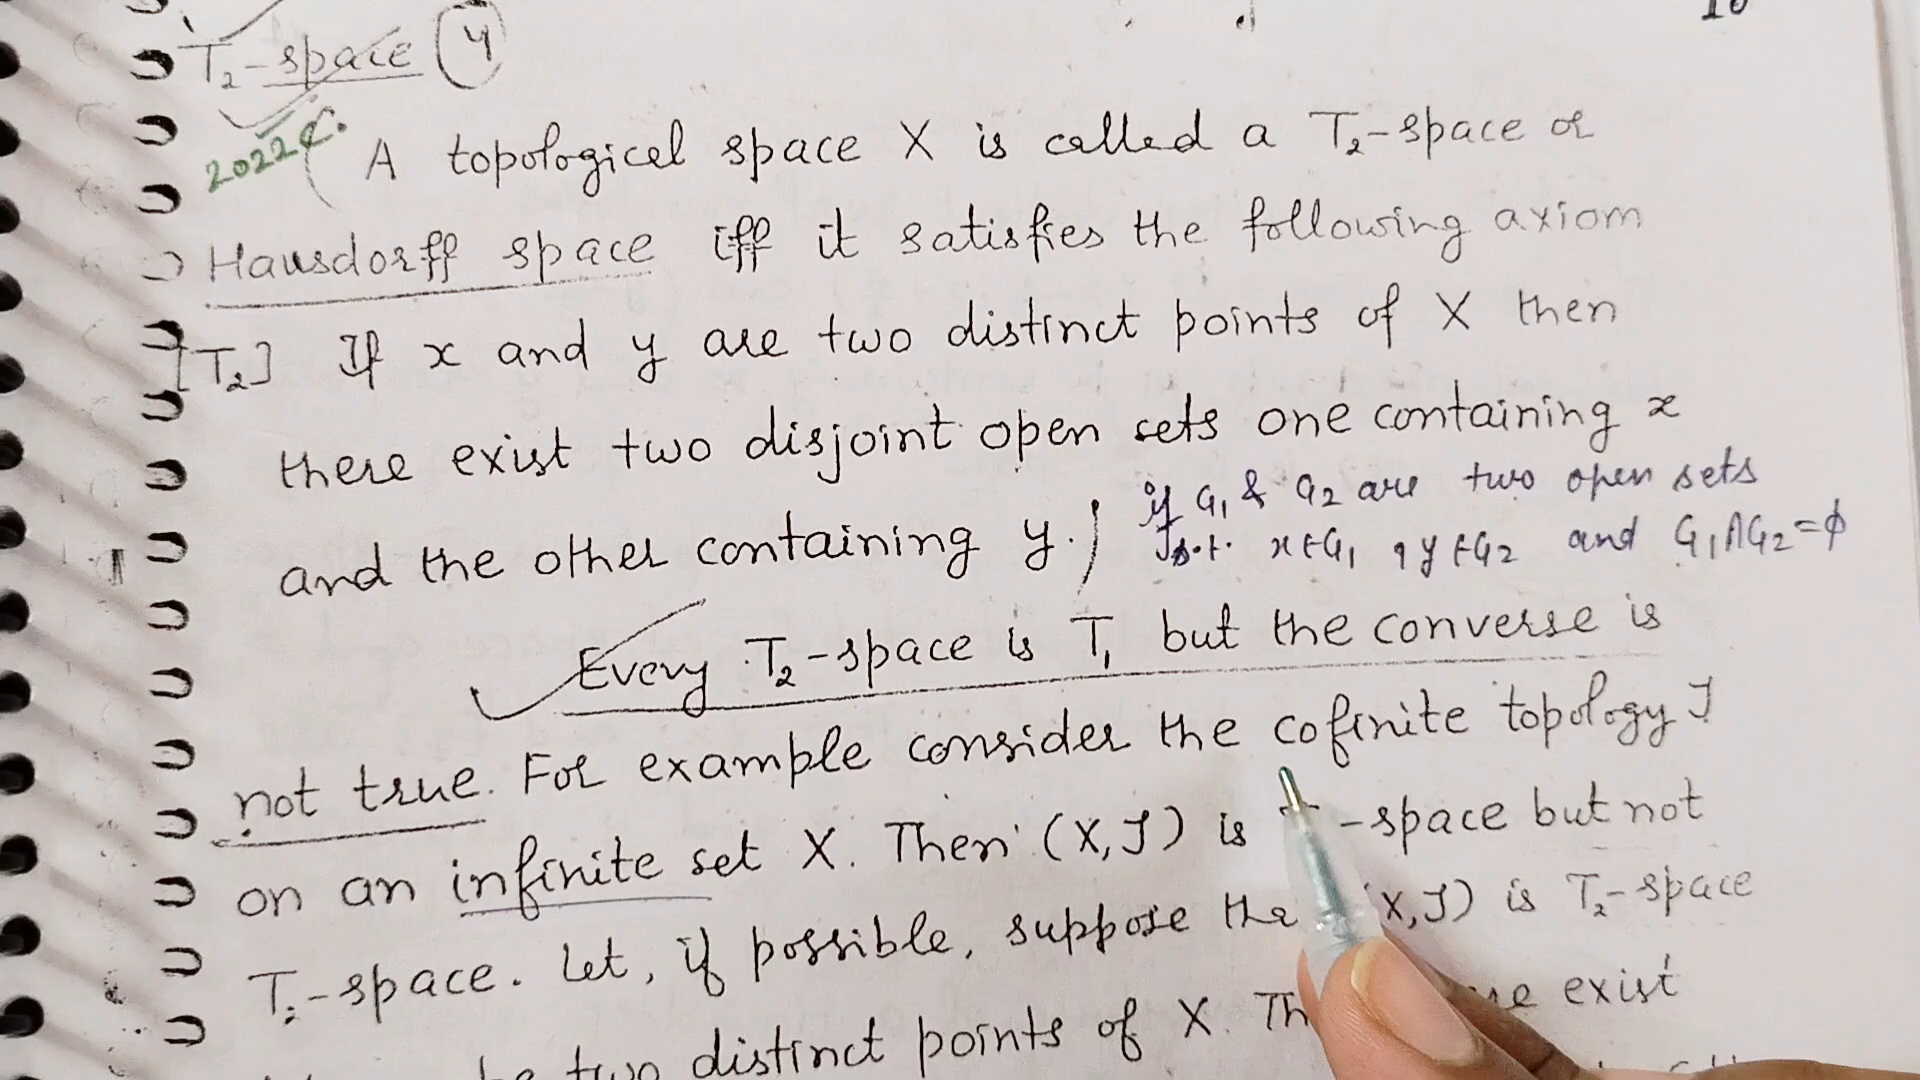 T₂-space (4)
2022 C.
A topological space X is called a T₂-space or
Hausdorff space iff it satisfies the following axiom
[T₂] If x and y are two distinct points of X then
there exist two disjoint open sets one containing x
and the other containing y.
if G₁ & G₂ are two open sets
s.t. x∈G₁, y∈G₂ and G₁∩G₂=ϕ
Every T₂-space is T₁ but the converse is
not true. For example consider the cofinite topology J
on an infinite set X. Then (X,J) is -space but not
T₂-space. Let, if possible, suppose (X,J) is T₂-space
be two distinct points of X. exist